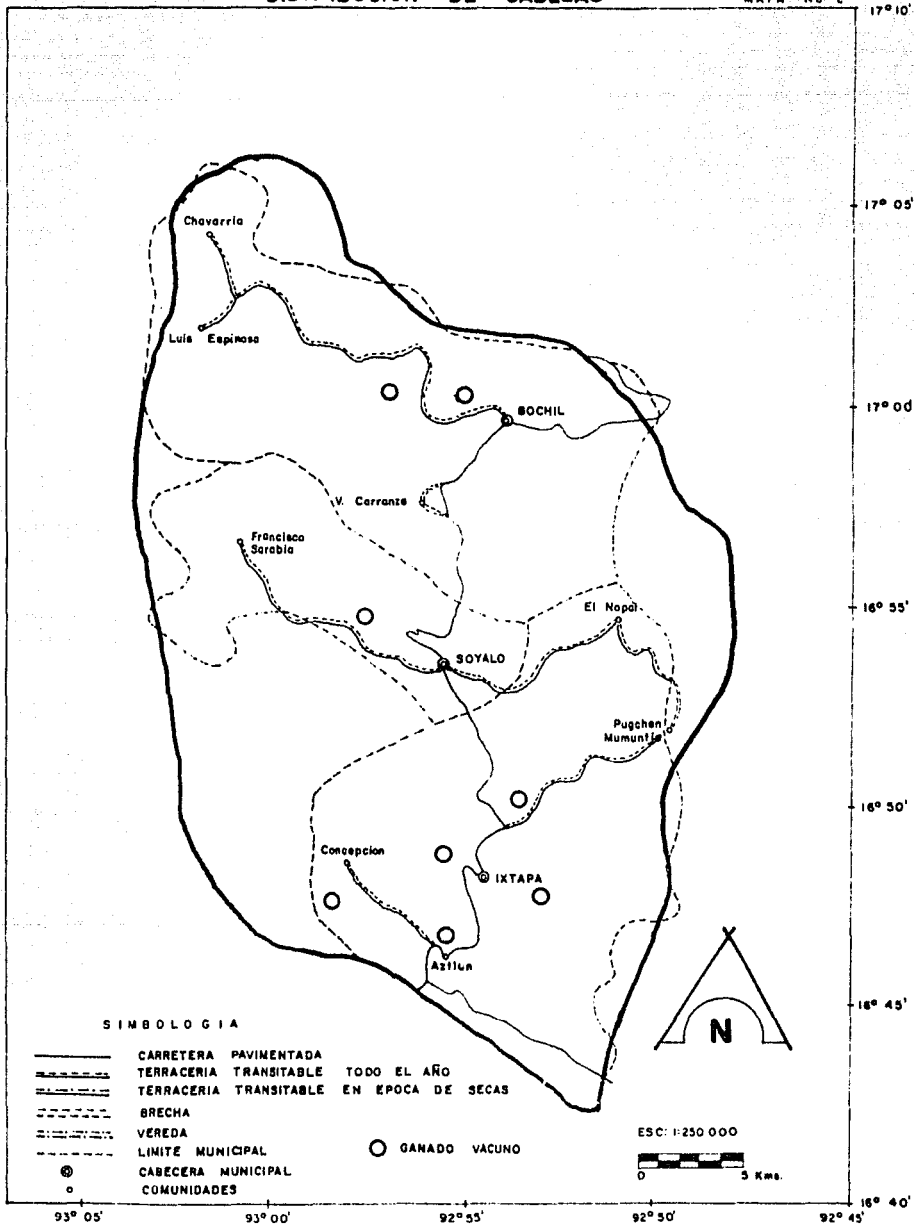 17° 10'
17° 05'
Chavarria
Luis Espinosa
BOCHIL
17° 00'
V. Carranza
Francisco
Sarabia
16° 55'
El Nopal
SOYALO
Pugchen
Mumuntic
16° 50'
Concepcion
IXTAPA
Aztlun
16° 45'
N
SIMBOLOGIA
CARRETERA PAVIMENTADA
TERRACERIA TRANSITABLE TODO EL AÑO
TERRACERIA TRANSITABLE EN EPOCA DE SECAS
BRECHA
VEREDA
LIMITE MUNICIPAL
GANADO VACUNO
CABECERA MUNICIPAL
COMUNIDADES
ESC: 1:250 000
0 5 Kms.
16° 40'
93° 05' 93° 00' 92° 55' 92° 50' 92° 45'